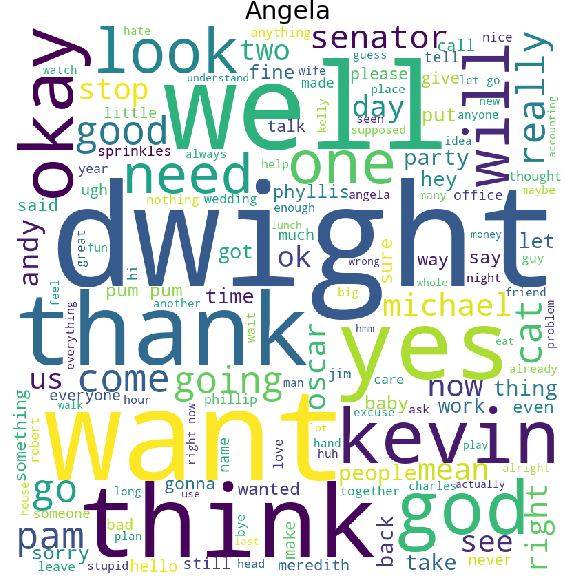 Angela
hate
look
two
senator
nice
call
really
okay
watch
understand
fine
wife
guess
please
tell
let go
stop
well
made
place
give
new
will
little
day
put
anyone
accounting
good
talk
kelly
seen
supposed
idea
sprinkles
always
one
party
thought
year
need
help
hey
maybe
ugh
nothing
phyllis
angela
many
office
said
wedding
enough
dwight
andy
great
fun
got
much
lunch
money
let
hi
ok
wrong
sure
way
say
guy
feel
pum pum
time
big
whole
night
friend
another
thank
everything
wait
michael
cat
problem
yes
hmm
oscar
eat
us
come
going
man
jim
care
now
already
thing
everyone
hour
phillip
baby
work
even
something
walk
want
right now
excuse
ask
robert
name
love
lot
hand
huh
kevin
play
alright
go
people
mean
house
long
gonna
wanted
together
charles
actually
god
right
someone
use
think
pam
bad
plan
bye
make
back
see
sorry
last
take
never
leave
stupid
hello
still
head
meredith